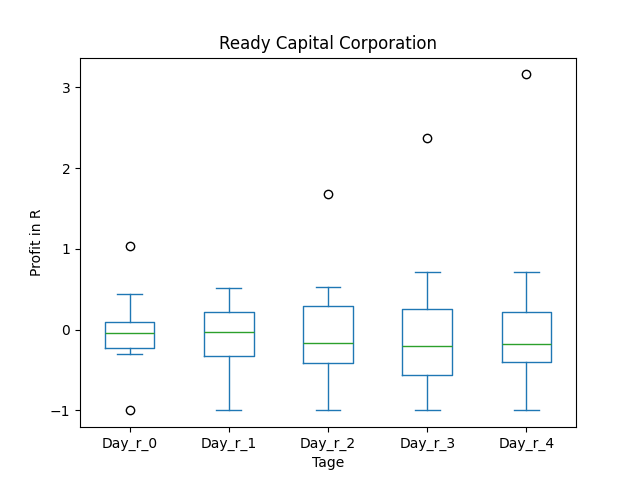 Ready Capital Corporation
Profit in R
3
2
1
0
−1
Day_r_0 Day_r_1 Day_r_2 Day_r_3 Day_r_4
Tage